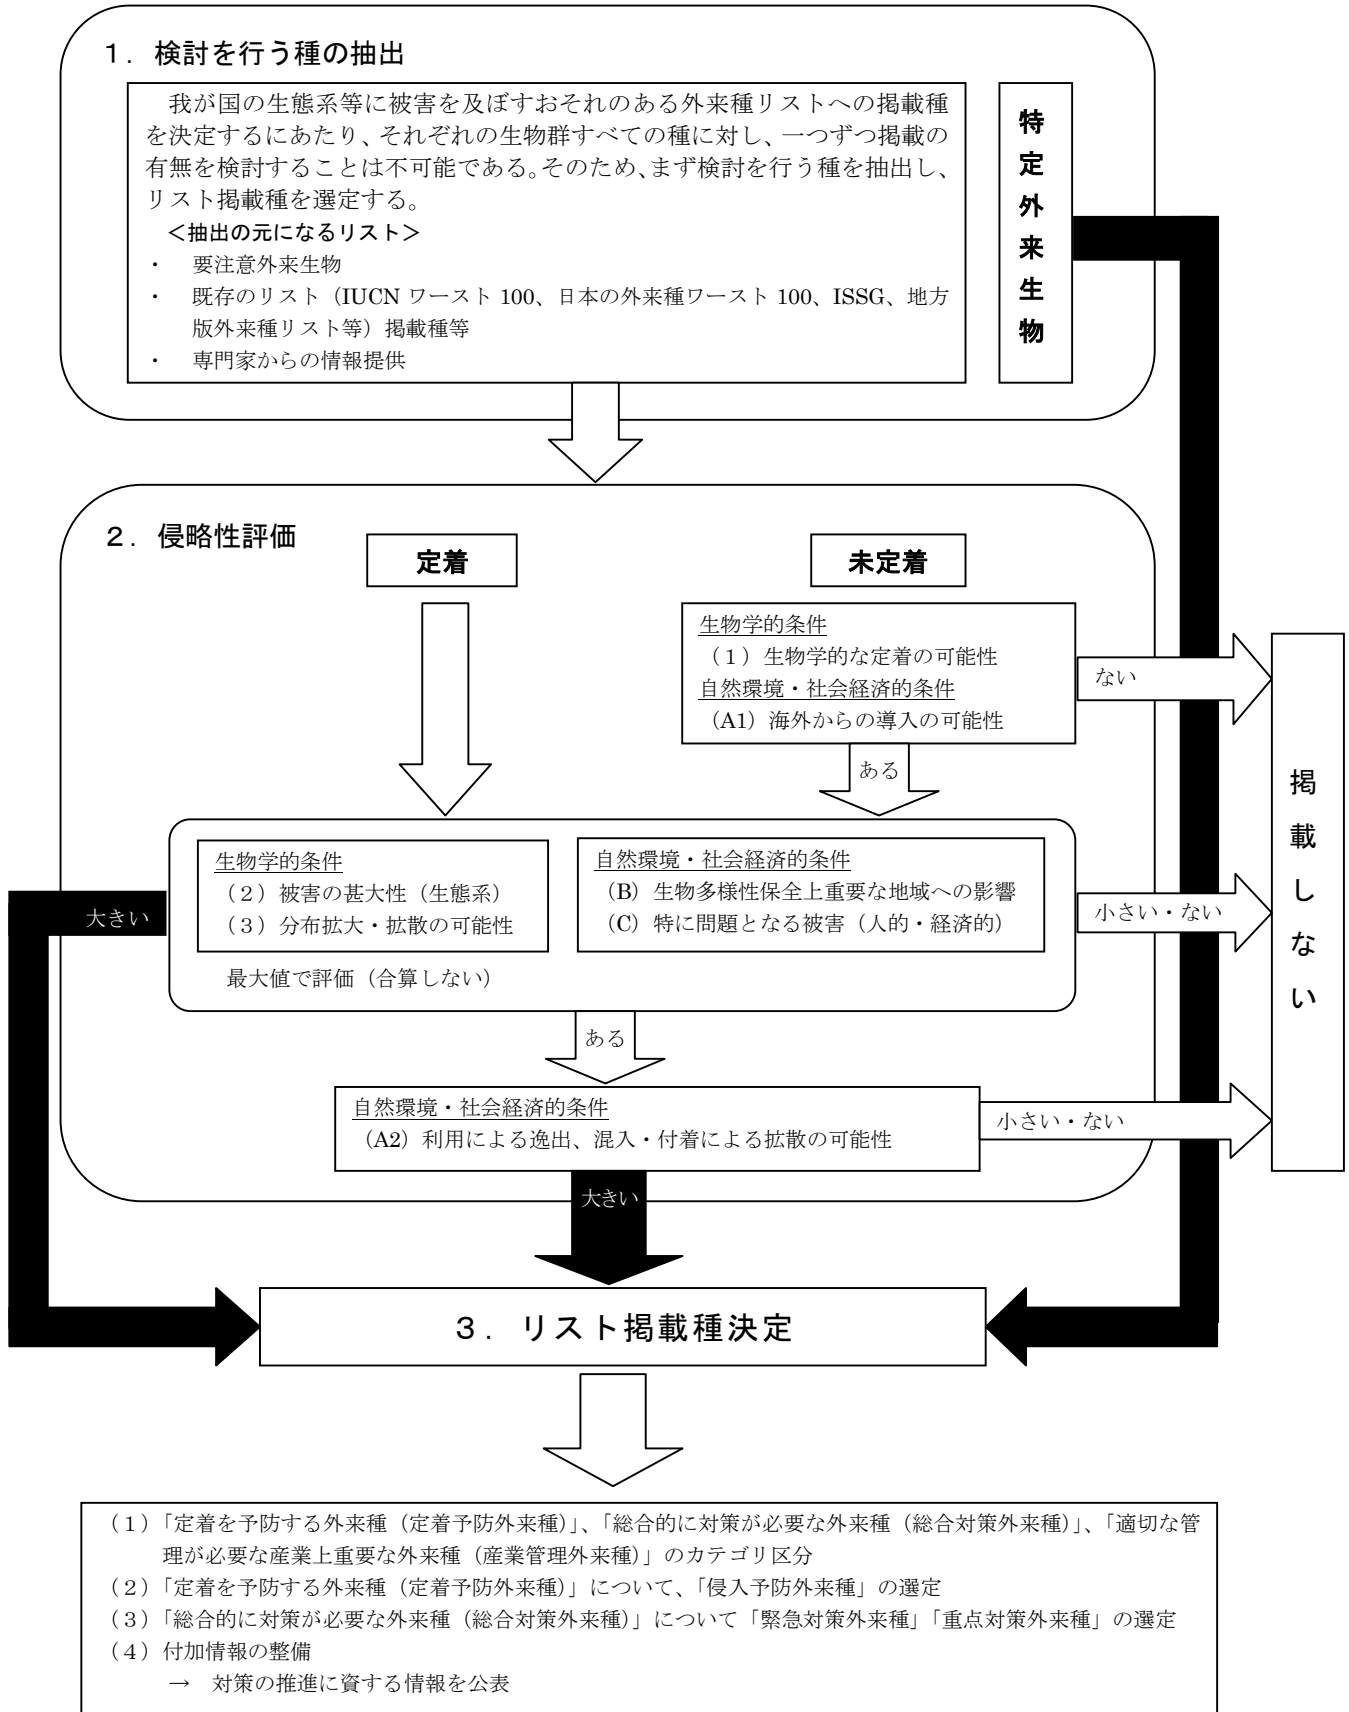 １．検討を行う種の抽出
我が国の生態系等に被害を及ぼすおそれのある外来種リストへの掲載種
を決定するにあたり、それぞれの生物群すべての種に対し、一つずつ掲載の
有無を検討することは不可能である。そのため、まず検討を行う種を抽出し、
リスト掲載種を選定する。
＜抽出の元になるリスト＞
・ 要注意外来生物
・ 既存のリスト（IUCN ワースト 100、日本の外来種ワースト 100、ISSG、地方
版外来種リスト等）掲載種等
・ 専門家からの情報提供
特定外来生物
２．侵略性評価
定着
未定着
生物学的条件
（１）生物学的な定着の可能性
自然環境・社会経済的条件
（A1）海外からの導入の可能性
ない
ある
掲載しない
生物学的条件
（２）被害の甚大性（生態系）
（３）分布拡大・拡散の可能性
自然環境・社会経済的条件
（B）生物多様性保全上重要な地域への影響
（C）特に問題となる被害（人的・経済的）
最大値で評価（合算しない）
大きい
小さい・ない
ある
自然環境・社会経済的条件
（A2）利用による逸出、混入・付着による拡散の可能性
小さい・ない
大きい
３．リスト掲載種決定
（１）「定着を予防する外来種（定着予防外来種）」、「総合的に対策が必要な外来種（総合対策外来種）」、「適切な管
理が必要な産業上重要な外来種（産業管理外来種）」のカテゴリ区分
（２）「定着を予防する外来種（定着予防外来種）」について、「侵入予防外来種」の選定
（３）「総合的に対策が必要な外来種（総合対策外来種）」について「緊急対策外来種」「重点対策外来種」の選定
（４）付加情報の整備
→ 対策の推進に資する情報を公表